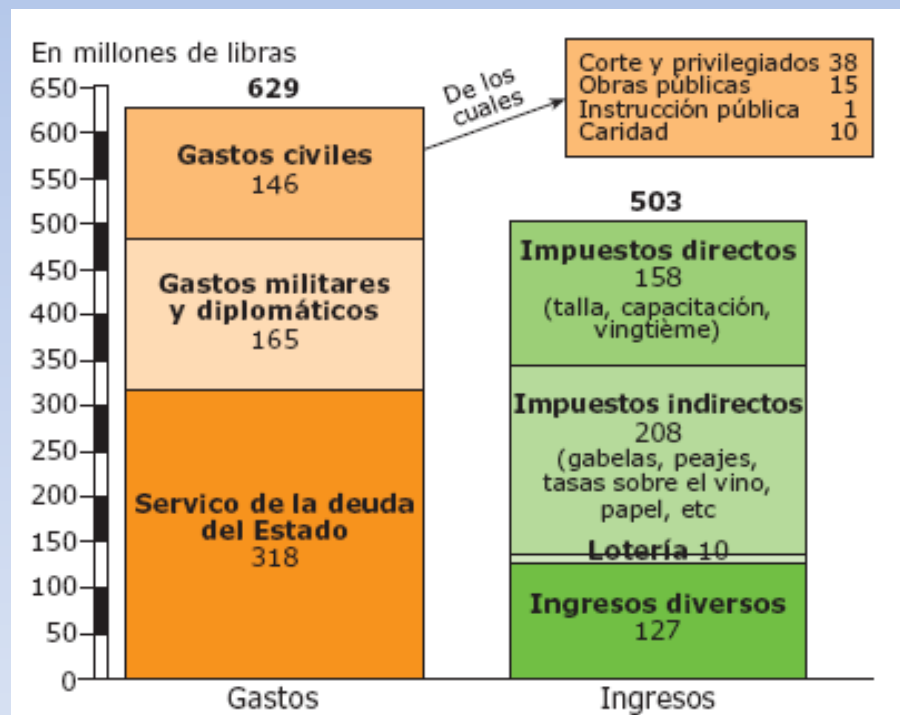 En millones de libras
650
600
550
500
450
400
350
300
250
200
150
100
50
0
629
Gastos civiles
146
Gastos militares
y diplomáticos
165
Servico de la deuda
del Estado
318
Gastos
De los
cuales
Corte y privilegiados 38
Obras públicas 15
Instrucción pública 1
Caridad 10
503
Impuestos directos
158
(talla, capacitación,
vingtième)
Impuestos indirectos
208
(gabelas, peajes,
tasas sobre el vino,
papel, etc
Lotería 10
Ingresos diversos
127
Ingresos